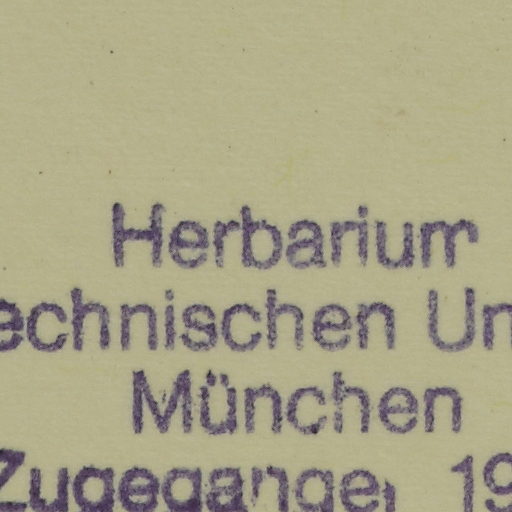 Herbarium
echnischen Un
München
Zugegangen 19